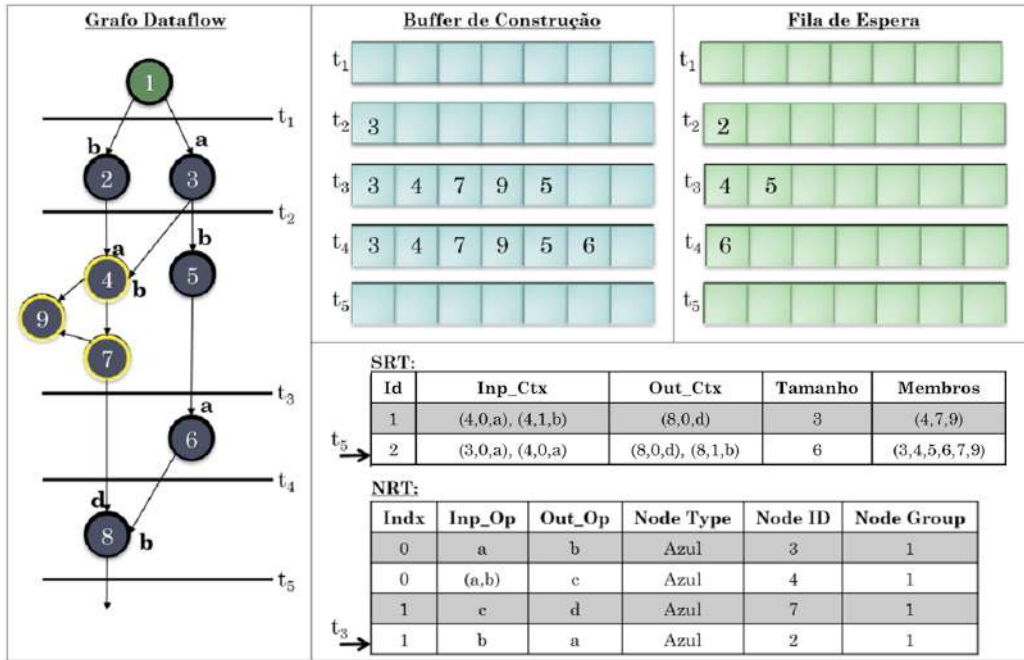 Grafo Dataflow
1
t1
b
a
2
3
t2
a
b
4
b
5
9
7
t3
a
6
t4
d
8
b
t5
Buffer de Construção
t1
t2 3
t3 3 4 7 9 5
t4 3 4 7 9 5 6
t5
Fila de Espera
t1
t2 2
t3 4 5
t4 6
t5
SRT:
Id Inp_Ctx Out_Ctx Tamanho Membros
1 (4,0,a), (4,1,b) (8,0,d) 3 (4,7,9)
t5 2 (3,0,a), (4,0,a) (8,0,d), (8,1,b) 6 (3,4,5,6,7,9)
NRT:
Indx Inp_Op Out_Op Node Type Node ID Node Group
0 a b Azul 3 1
0 (a,b) c Azul 4 1
1 c d Azul 7 1
t3 1 b a Azul 2 1